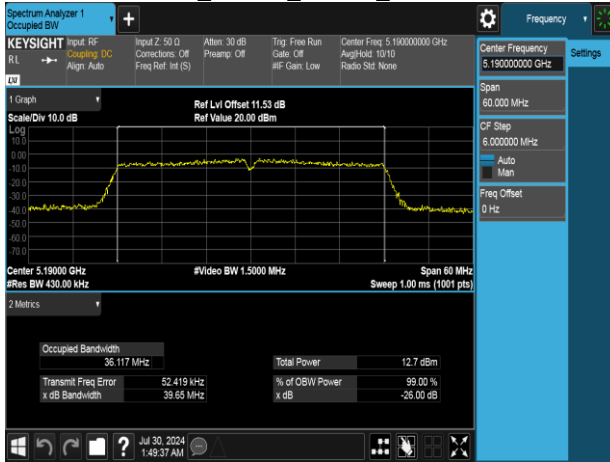 Spectrum Analyzer 1
Occupied BW
Frequency
KEYSIGHT
RL
LXI
Input: RF
Coupling: DC
Align: Auto
Input Z: 50 Ω
Corrections: Off
Freq Ref: Int (S)
Atten: 30 dB
Preamp: Off
Trig: Free Run
Gate: Off
#IF Gain: Low
Center Freq: 5.190000000 GHz
Avg|Hold: 10/10
Radio Std: None
Center Frequency
5.190000000 GHz
Settings
Span
60.000 MHz
CF Step
6.000000 MHz
Auto
Man
Freq Offset
0 Hz
1 Graph
Scale/Div 10.0 dB
Ref Lvl Offset 11.53 dB
Ref Value 20.00 dBm
Log
10.0
0.00
-10.0
-20.0
-30.0
-40.0
-50.0
-60.0
-70.0
Center 5.19000 GHz
#Res BW 430.00 kHz
#Video BW 1.5000 MHz
Span 60 MHz
Sweep 1.00 ms (1001 pts)
2 Metrics
Occupied Bandwidth
36.117 MHz
Total Power 12.7 dBm
Transmit Freq Error 52.419 kHz
% of OBW Power 99.00 %
x dB Bandwidth 39.65 MHz
x dB -26.00 dB
?
Jul 30, 2024
1:49:37 AM